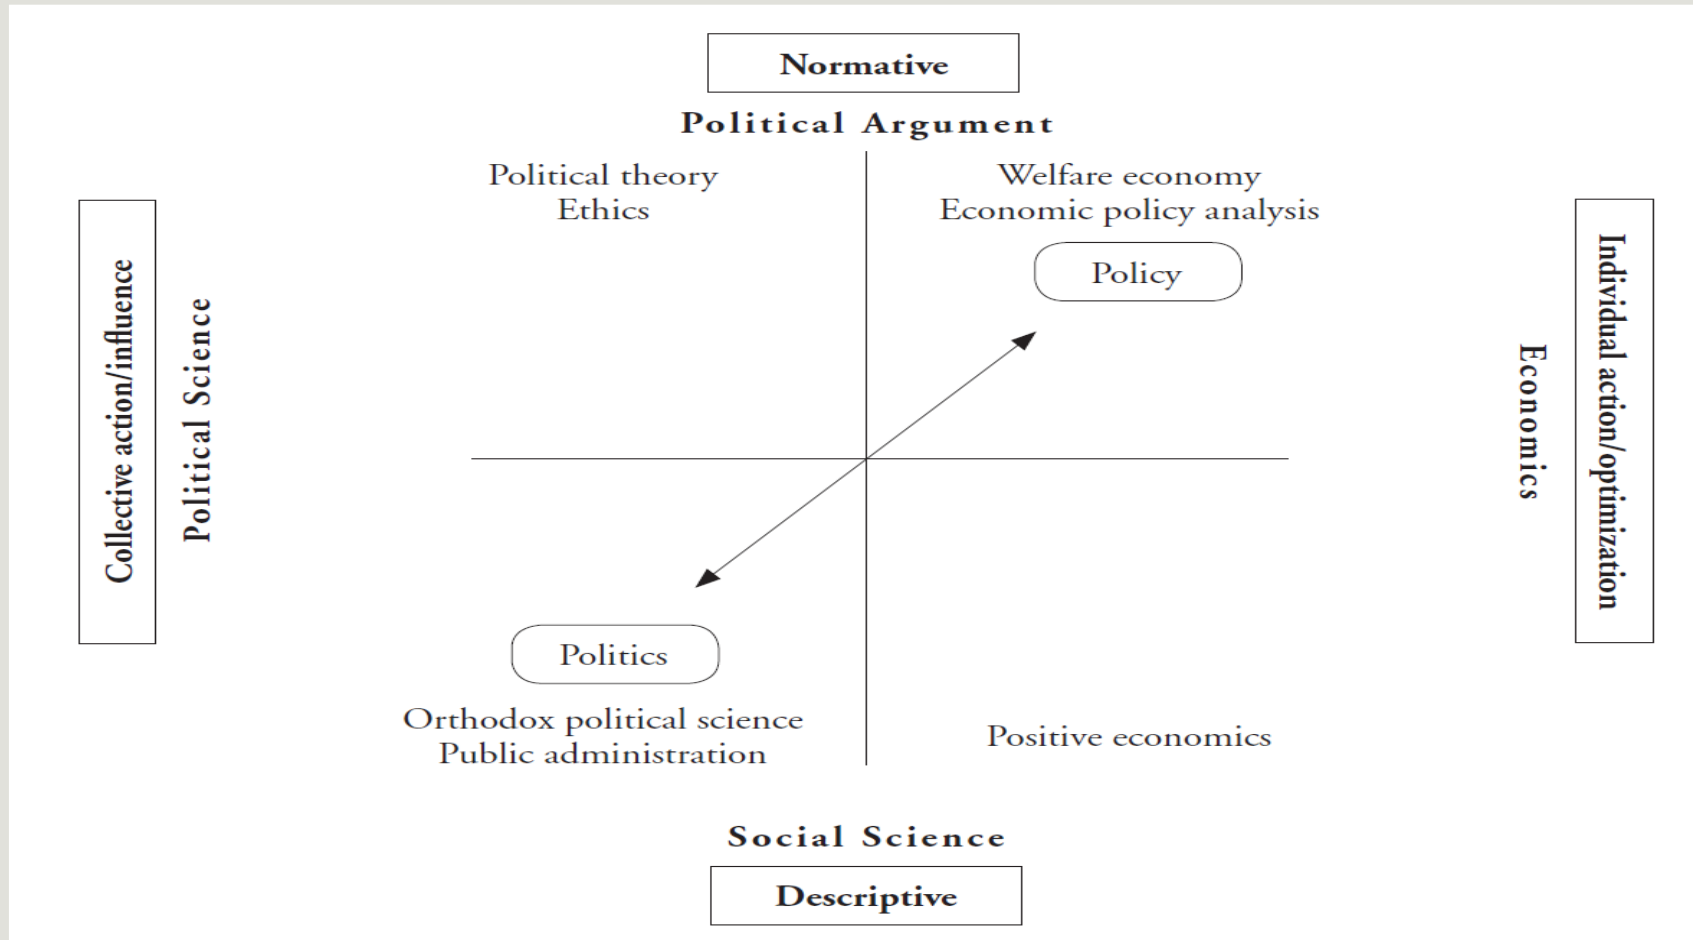 Normative
Political Argument
Political theory
Ethics
Welfare economy
Economic policy analysis
Policy
Collective action/influence
Political Science
Economics
Individual action/optimization
Politics
Orthodox political science
Public administration
Positive economics
Social Science
Descriptive